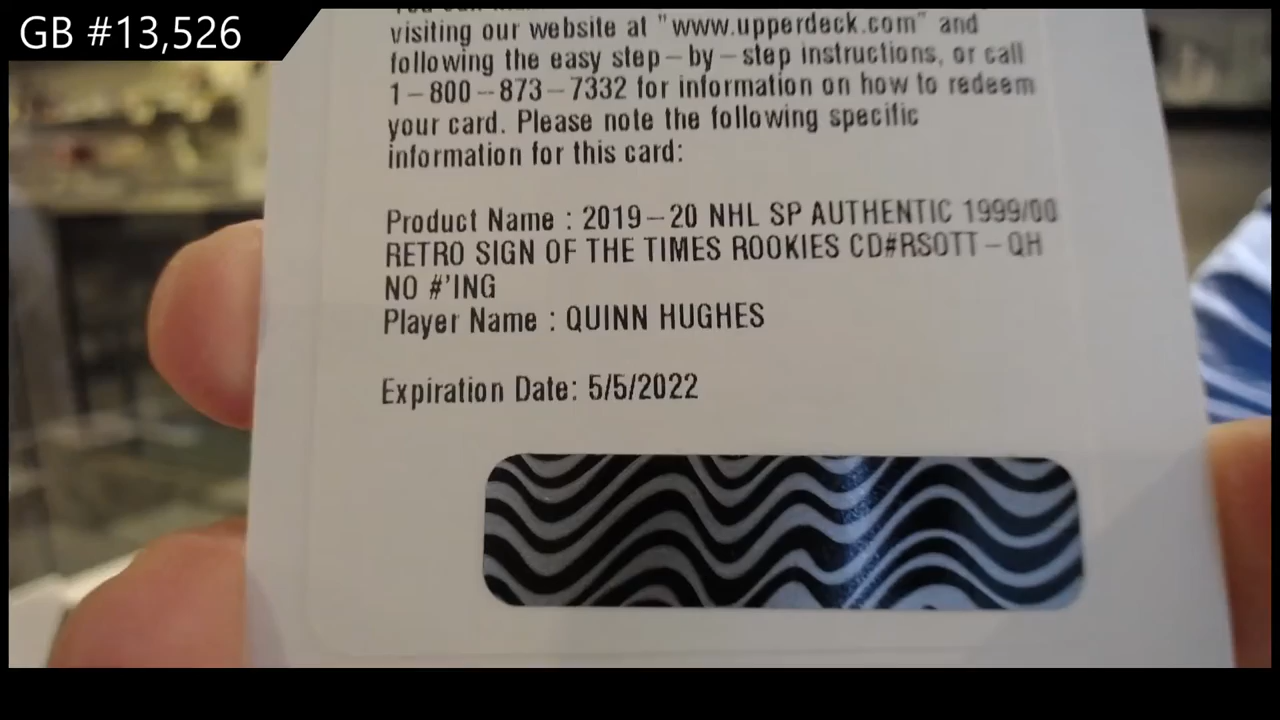 GB #13,526
visiting our website at "www.upperdeck.com" and
following the easy step-by-step instructions, or call
1-800-873-7332 for information on how to redeem
your card. Please note the following specific
information for this card:
Product Name : 2019-20 NHL SP AUTHENTIC 1999/00
RETRO SIGN OF THE TIMES ROOKIES CD#RSOTT-QH
NO #'ING
Player Name : QUINN HUGHES
Expiration Date: 5/5/2022